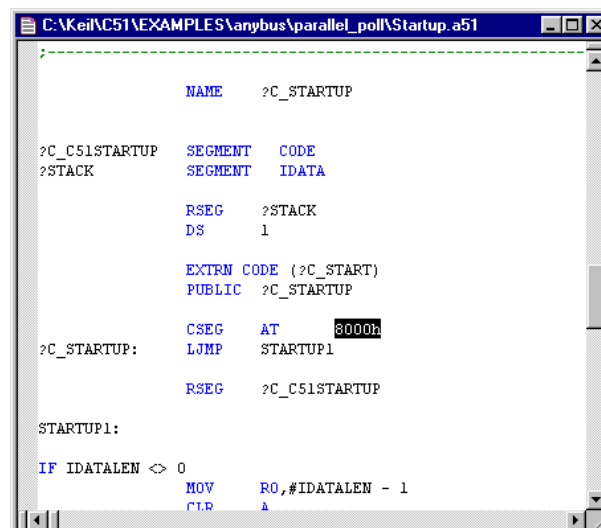 C:\Keil\C51\EXAMPLES\anybus\parallel_poll\Startup.a51
;------------------------------------------------------------
NAME ?C_STARTUP
?C_C51STARTUP SEGMENT CODE
?STACK SEGMENT IDATA
RSEG ?STACK
DS 1
EXTRN CODE (?C_START)
PUBLIC ?C_STARTUP
CSEG AT 8000h
?C_STARTUP: LJMP STARTUP1
RSEG ?C_C51STARTUP
STARTUP1:
IF IDATALEN <> 0
MOV R0,#IDATALEN - 1
CLR A